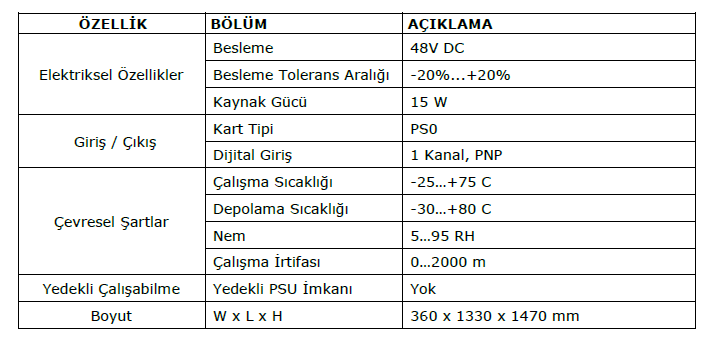 ÖZELLİK BÖLÜM AÇIKLAMA
Elektriksel Özellikler
Besleme 48V DC
Besleme Tolerans Aralığı -20%...+20%
Kaynak Gücü 15 W
Giriş / Çıkış
Kart Tipi PS0
Dijital Giriş 1 Kanal, PNP
Çevresel Şartlar
Çalışma Sıcaklığı -25…+75 C
Depolama Sıcaklığı -30…+80 C
Nem 5…95 RH
Çalışma İrtifası 0…2000 m
Yedekli Çalışabilme Yedekli PSU İmkanı Yok
Boyut W x L x H 360 x 1330 x 1470 mm